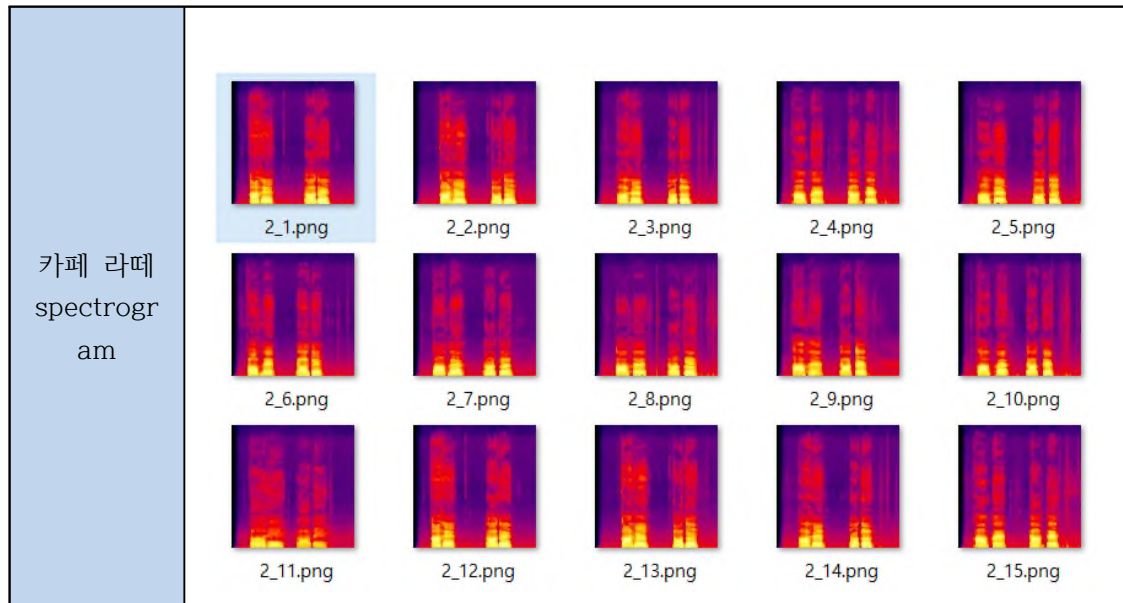 카페 라떼
spectrogr
am
2_1.png
2_2.png
2_3.png
2_4.png
2_5.png
2_6.png
2_7.png
2_8.png
2_9.png
2_10.png
2_11.png
2_12.png
2_13.png
2_14.png
2_15.png